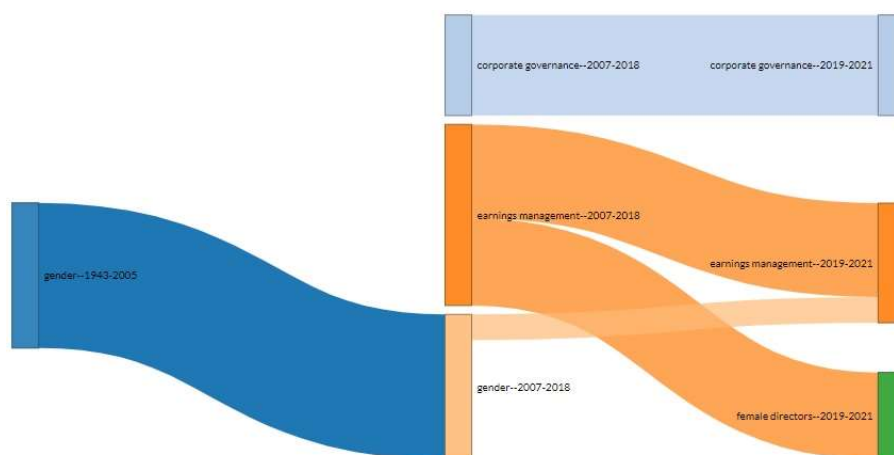 corporate governance--2007-2018
corporate governance--2019-2021
earnings management--2007-2018
earnings management--2019-2021
gender--1943-2005
gender--2007-2018
female directors--2019-2021